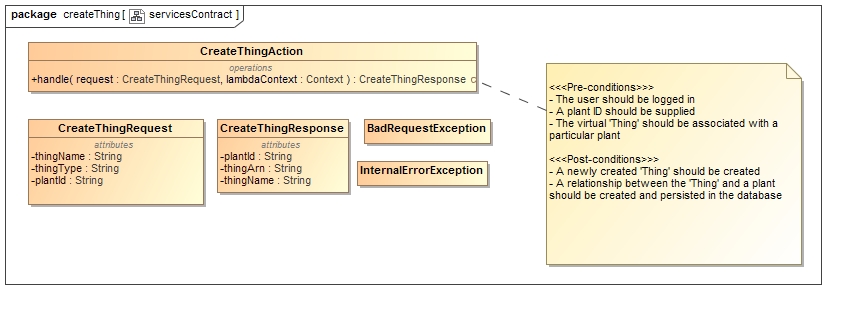 package createThing [ servicesContract ]
CreateThingAction
operations
+handle( request : CreateThingRequest, lambdaContext : Context ) : CreateThingResponse
<<<Pre-conditions>>>
- The user should be logged in
- A plant ID should be supplied
- The virtual 'Thing' should be associated with a
particular plant
<<<Post-conditions>>>
- A newly created 'Thing' should be created
- A relationship between the 'Thing' and a plant
should be created and persisted in the database
CreateThingRequest
attributes
-thingName : String
-thingType : String
-plantId : String
CreateThingResponse
attributes
-plantId : String
-thingArn : String
-thingName : String
BadRequestException
InternalErrorException